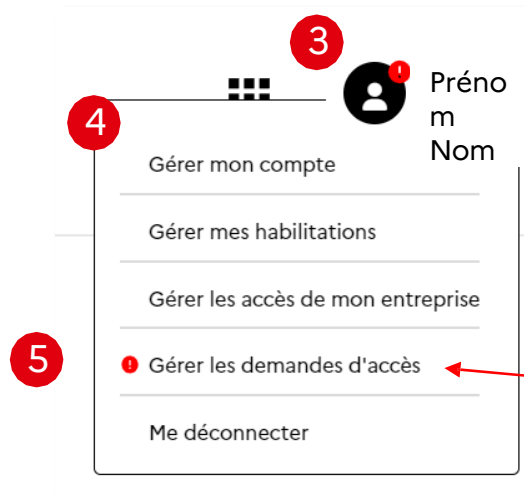 3
!
Préno
m
Nom
4
Gérer mon compte
Gérer mes habilitations
Gérer les accès de mon entreprise
5
! Gérer les demandes d'accès
Me déconnecter